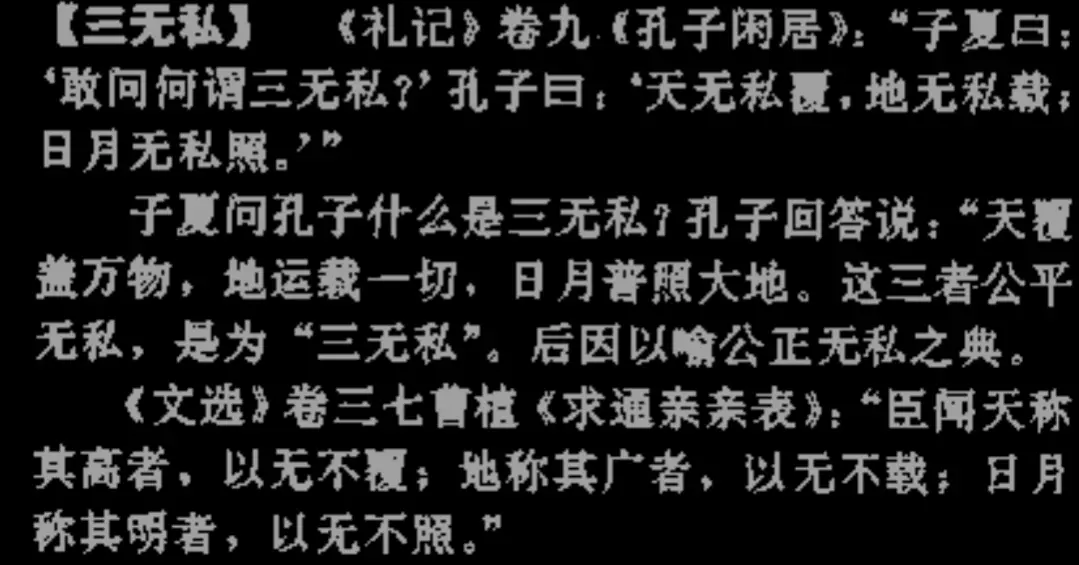 【三无私】 《礼记》卷九《孔子闲居》：“子夏曰：
‘敢问何谓三无私？’孔子曰：‘天无私覆，地无私载；
日月无私照。’”
子夏问孔子什么是三无私？孔子回答说：“天覆
盖万物，地运载一切，日月普照大地。这三者公平
无私，是为“三无私”。后因以喻公正无私之典。
《文选》卷三七曹植《求通亲亲表》：“臣闻天称
其高者，以无不覆；地称其广者，以无不载；日月
称其明者，以无不照。”